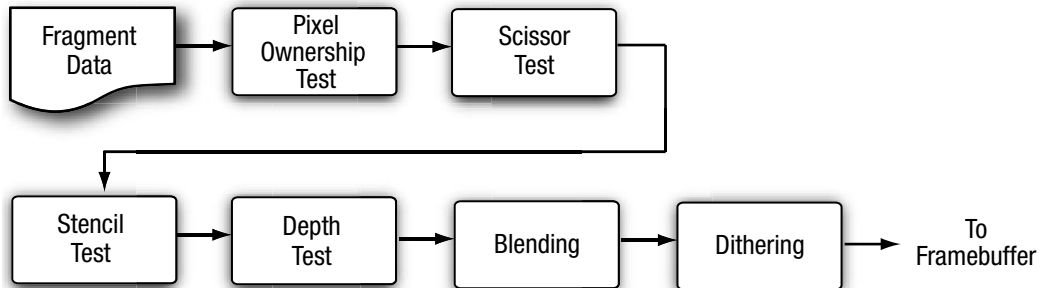 Fragment
Data
Pixel
Ownership
Test
Scissor
Test
Stencil
Test
Depth
Test
Blending
Dithering
To
Framebuffer